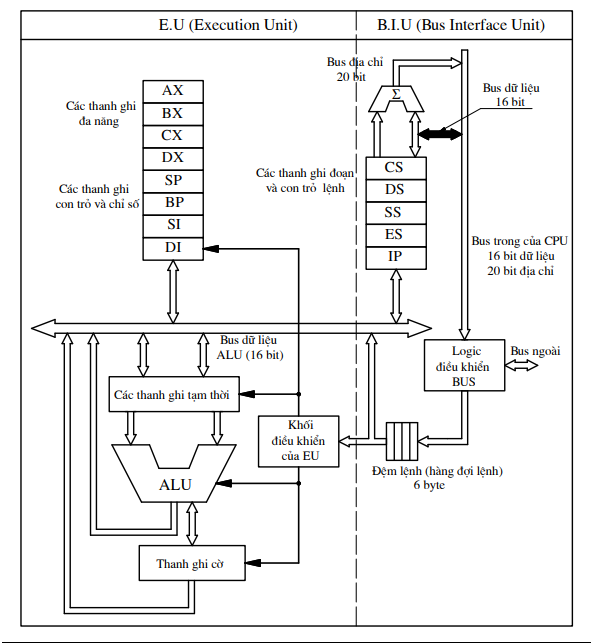 E.U (Execution Unit)
B.I.U (Bus Interface Unit)
Bus địa chỉ
20 bit
Σ
Bus dữ liệu
16 bit
Các thanh ghi
đa năng
AX
BX
CX
DX
SP
BP
SI
DI
Các thanh ghi
con trỏ và chỉ số
Các thanh ghi đoạn
và con trỏ lệnh
CS
DS
SS
ES
IP
Bus trong của CPU
16 bit dữ liệu
20 bit địa chỉ
Bus dữ liệu
ALU (16 bit)
Logic
điều khiển
BUS
Bus ngoài
Các thanh ghi tạm thời
Khối
điều khiển
của EU
Đệm lệnh (hàng đợi lệnh)
6 byte
ALU
Thanh ghi cờ